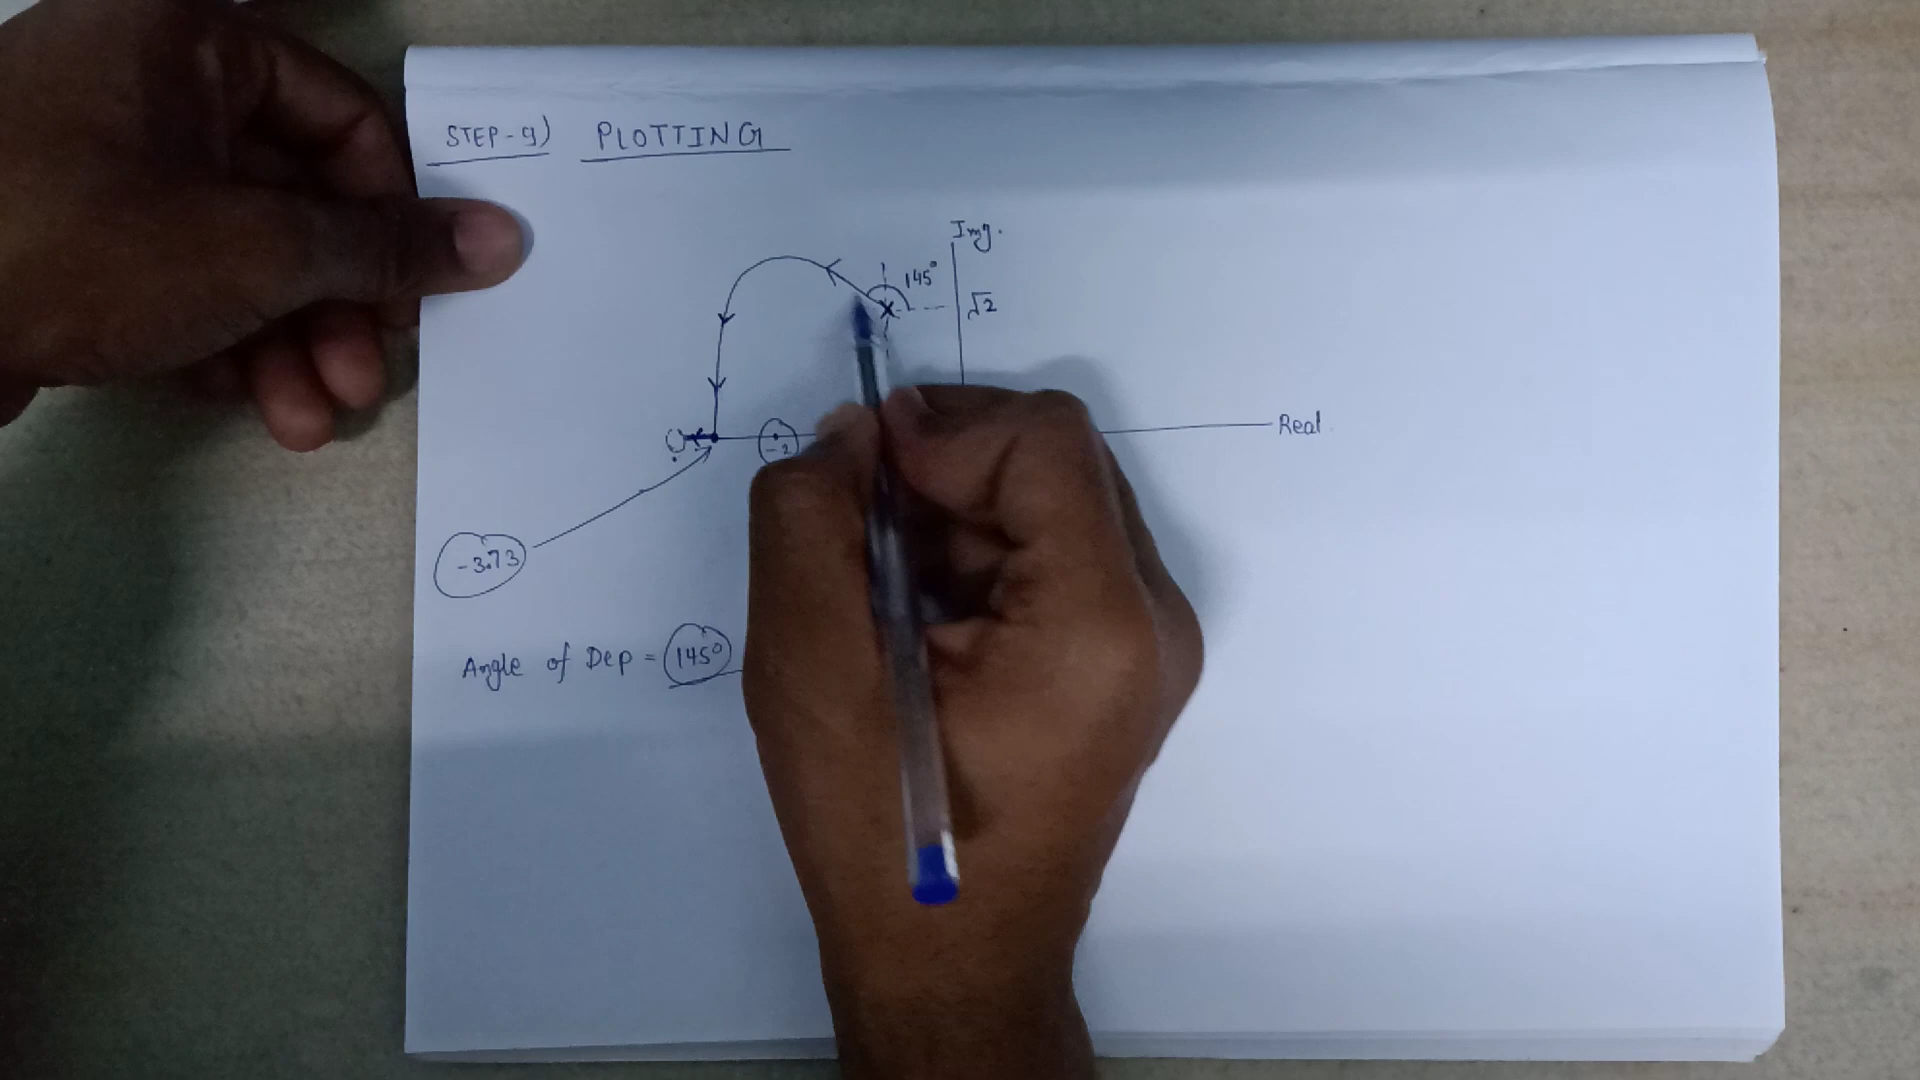 STEP-9) PLOTTING
Img.
145°
√2
Real
-2
-3.73
Angle of Dep = 145°